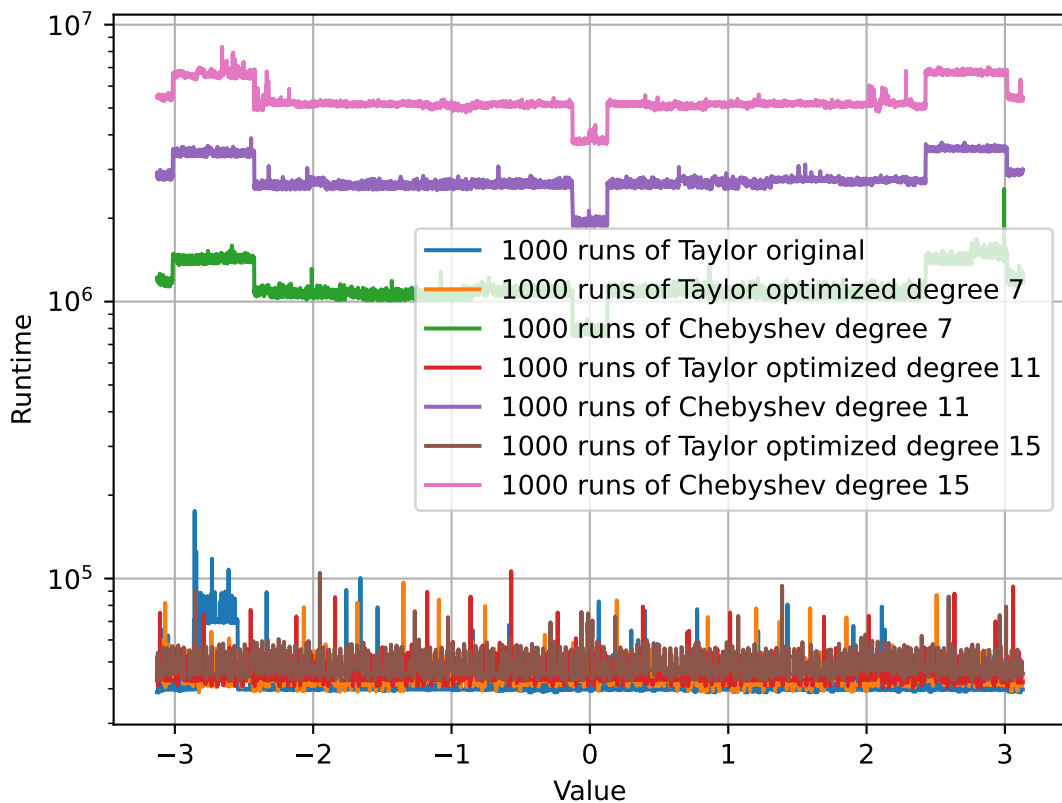 10^7
1000 runs of Taylor original
1000 runs of Taylor optimized degree 7
10^6
1000 runs of Chebyshev degree 7
1000 runs of Taylor optimized degree 11
Runtime
1000 runs of Chebyshev degree 11
1000 runs of Taylor optimized degree 15
1000 runs of Chebyshev degree 15
10^5
−3 −2 −1 0 1 2 3
Value